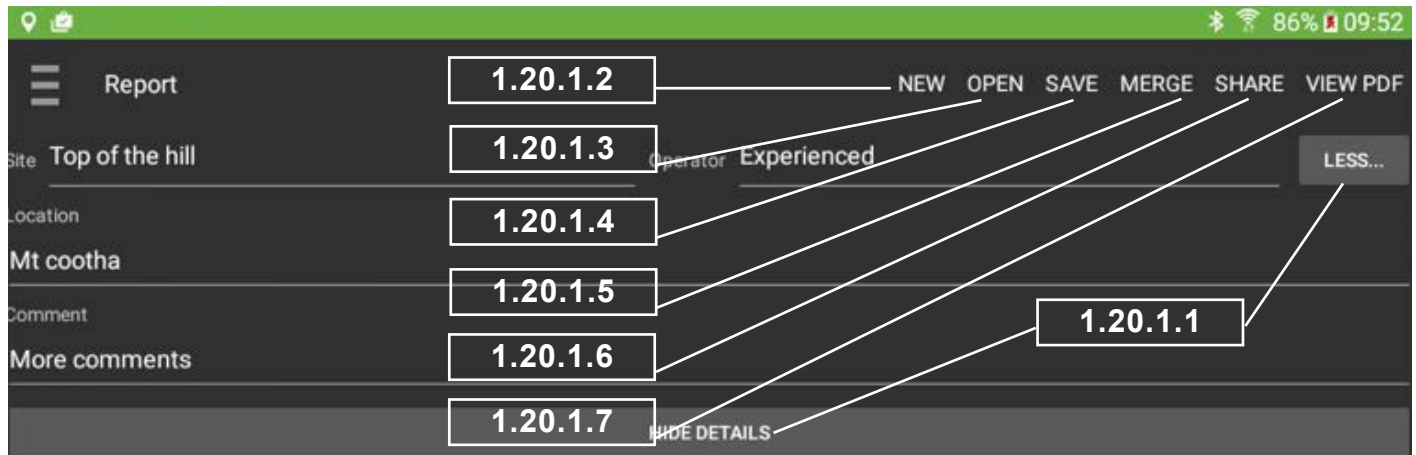 86% 09:52
Report 1.20.1.2 NEW OPEN SAVE MERGE SHARE VIEW PDF
Site Top of the hill 1.20.1.3 Operator Experienced LESS...
Location 1.20.1.4
Mt cootha
1.20.1.5
Comment 1.20.1.1
More comments 1.20.1.6
1.20.1.7 HIDE DETAILS